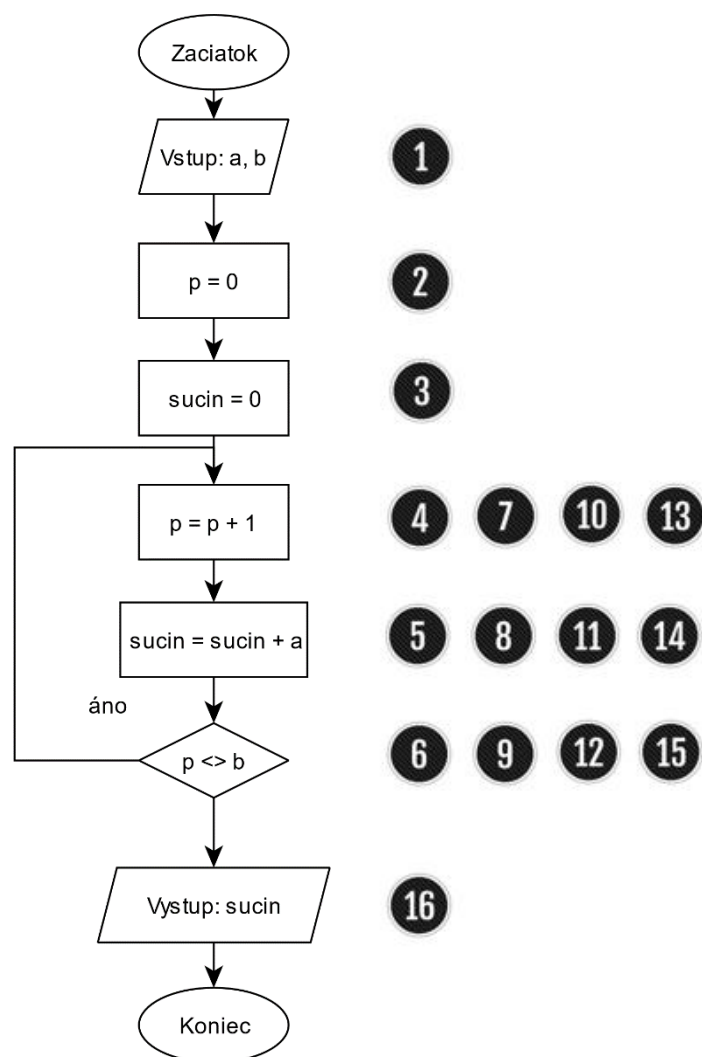 Zaciatok
Vstup: a, b
1
p = 0
2
sucin = 0
3
p = p + 1
4 7 10 13
sucin = sucin + a
5 8 11 14
áno
p <> b
6 9 12 15
Vystup: sucin
16
Koniec